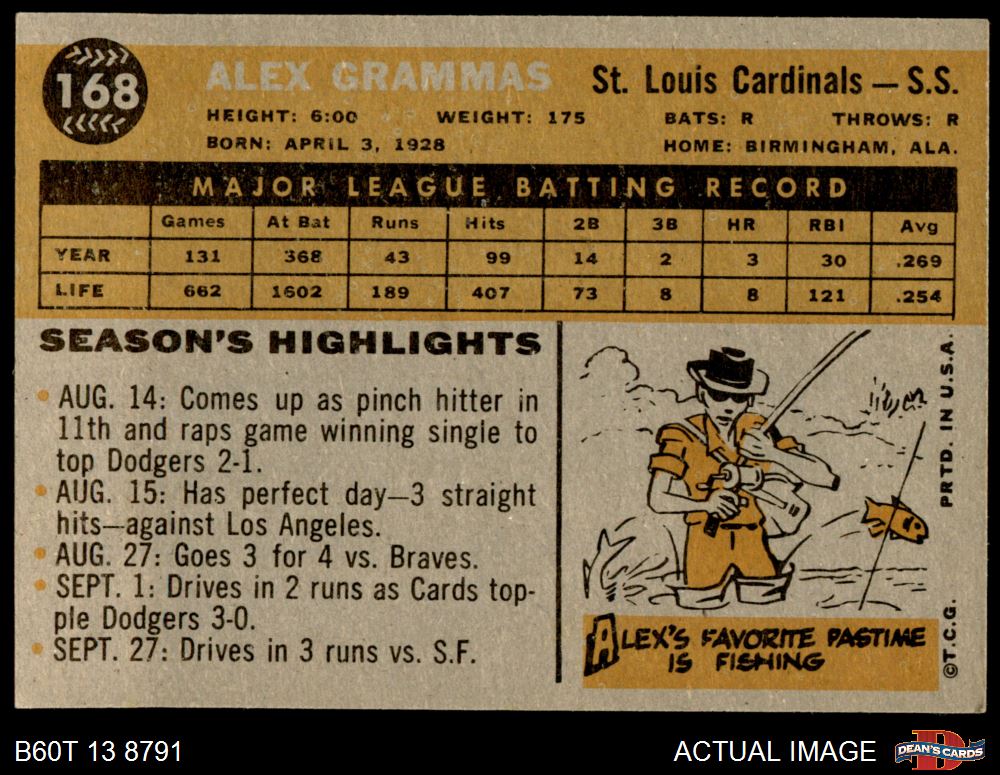 168
ALEX GRAMMAS
St. Louis Cardinals — S.S.
HEIGHT: 6:00 WEIGHT: 175 BATS: R THROWS: R
BORN: APRIL 3, 1928 HOME: BIRMINGHAM, ALA.
MAJOR LEAGUE BATTING RECORD
Games At Bat Runs Hits 2B 3B HR RBI Avg
YEAR 131 368 43 99 14 2 3 30 .269
LIFE 662 1602 189 407 73 8 8 121 .254
SEASON'S HIGHLIGHTS
• AUG. 14: Comes up as pinch hitter in
11th and raps game winning single to
top Dodgers 2-1.
• AUG. 15: Has perfect day—3 straight
hits—against Los Angeles.
• AUG. 27: Goes 3 for 4 vs. Braves.
• SEPT. 1: Drives in 2 runs as Cards top-
ple Dodgers 3-0.
• SEPT. 27: Drives in 3 runs vs. S.F.
ALEX'S FAVORITE PASTIME
IS FISHING
©T.C.G. PRTD. IN U.S.A.
B60T 13 8791
ACTUAL IMAGE
DEAN'S CARDS